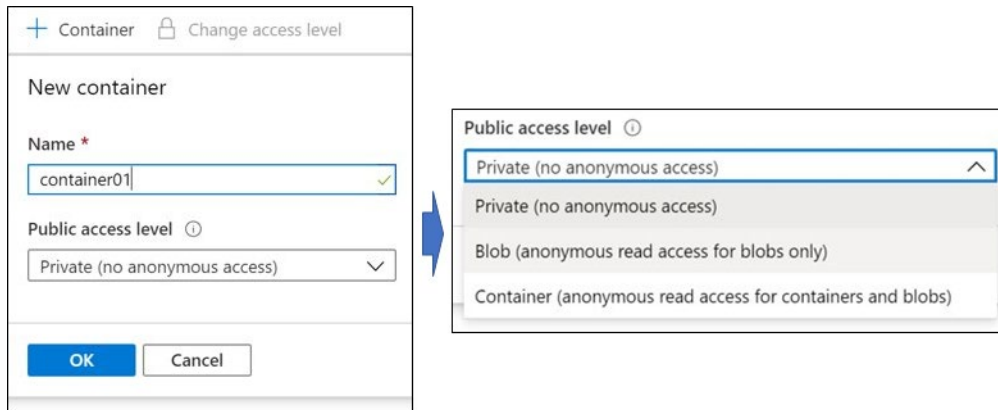 Container Change access level
New container
Name *
container01
Public access level
Private (no anonymous access)
OK Cancel
Public access level
Private (no anonymous access)
Private (no anonymous access)
Blob (anonymous read access for blobs only)
Container (anonymous read access for containers and blobs)